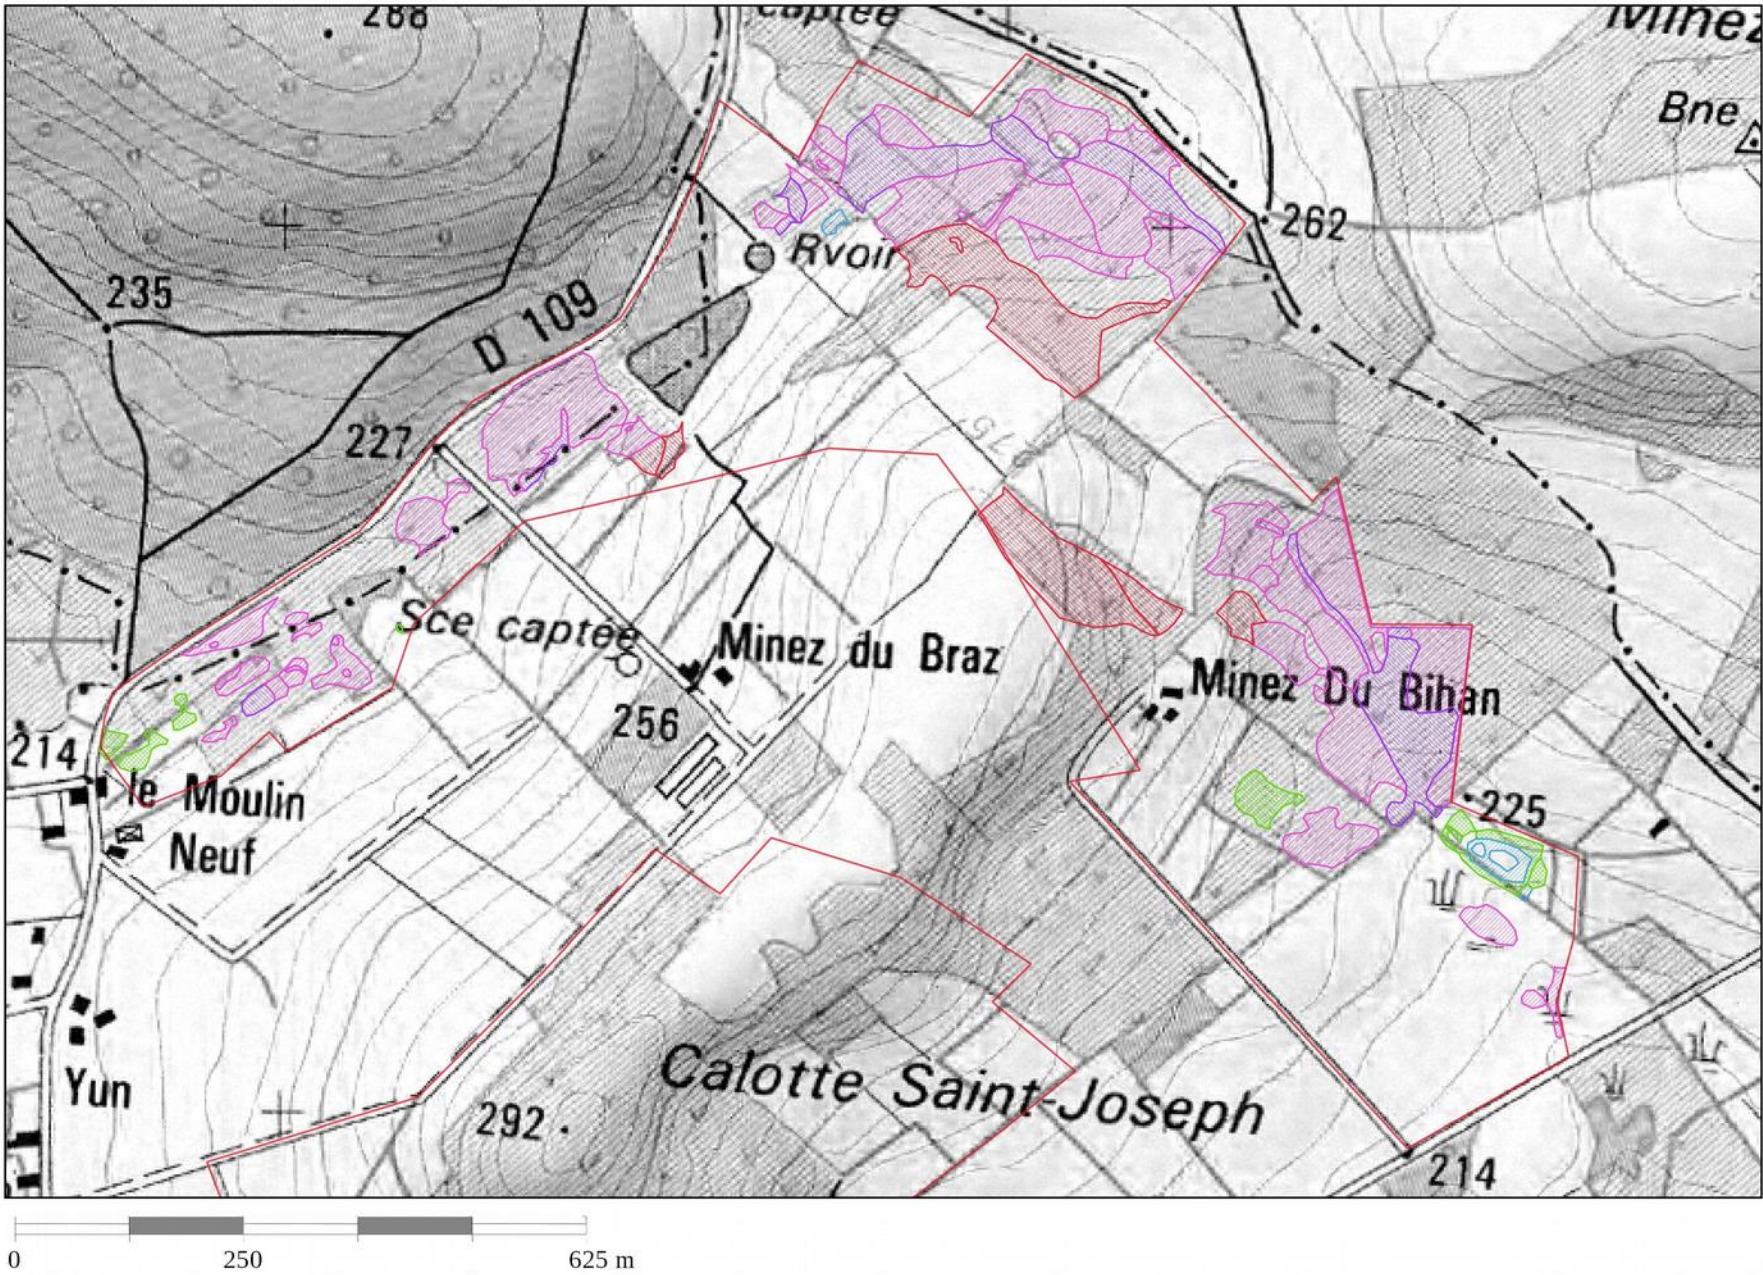 288
captée
Minez
Bne
262
Rvoir
235
D 109
227
Sce captée
Minez du Braz
Minez Du Bihan
256
214
le Moulin
Neuf
225
Yun
Calotte Saint-Joseph
292
214
0 250 625 m